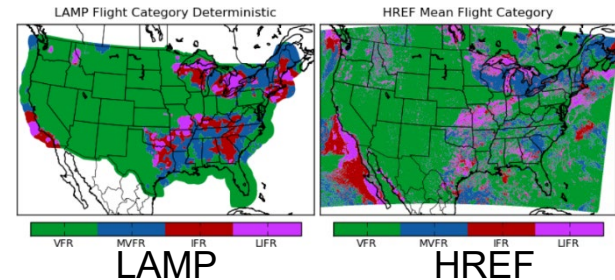 LAMP Flight Category Deterministic
HREF Mean Flight Category
VFR MVFR IFR LIFR
VFR MVFR IFR LIFR
LAMP
HREF